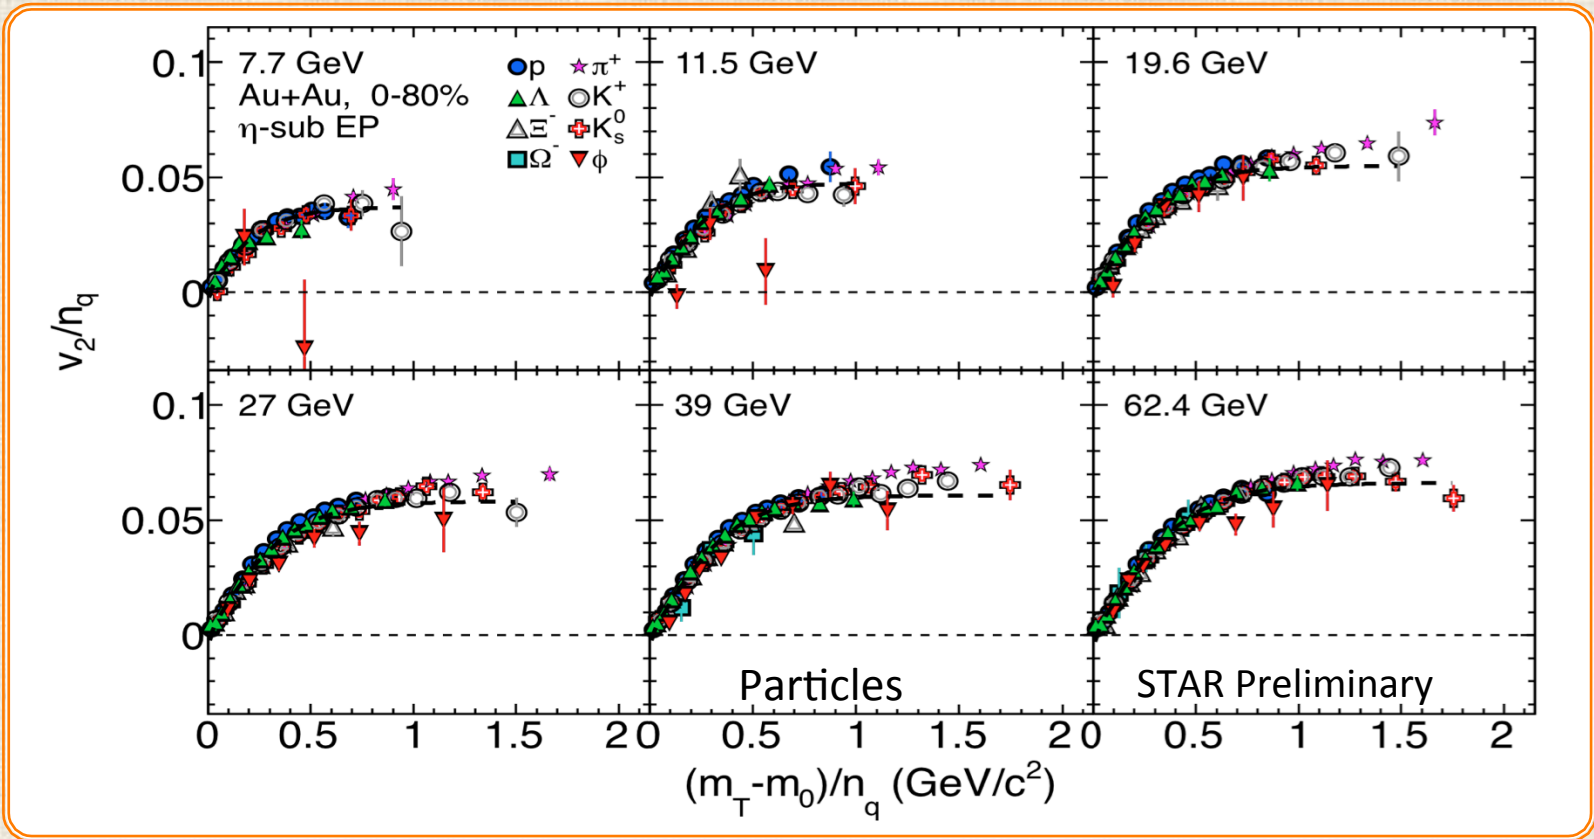 0.1
7.7 GeV
Au+Au, 0-80%
η-sub EP
p π⁺
Λ K⁺
Ξ⁻ K⁰ₛ
Ω⁻ ϕ
11.5 GeV
19.6 GeV
0.05
0
v₂/n_q
0.1
27 GeV
39 GeV
62.4 GeV
0.05
0
Particles
STAR Preliminary
0 0.5 1 1.5 2 0 0.5 1 1.5 2 0 0.5 1 1.5 2
(m_T-m₀)/n_q (GeV/c²)